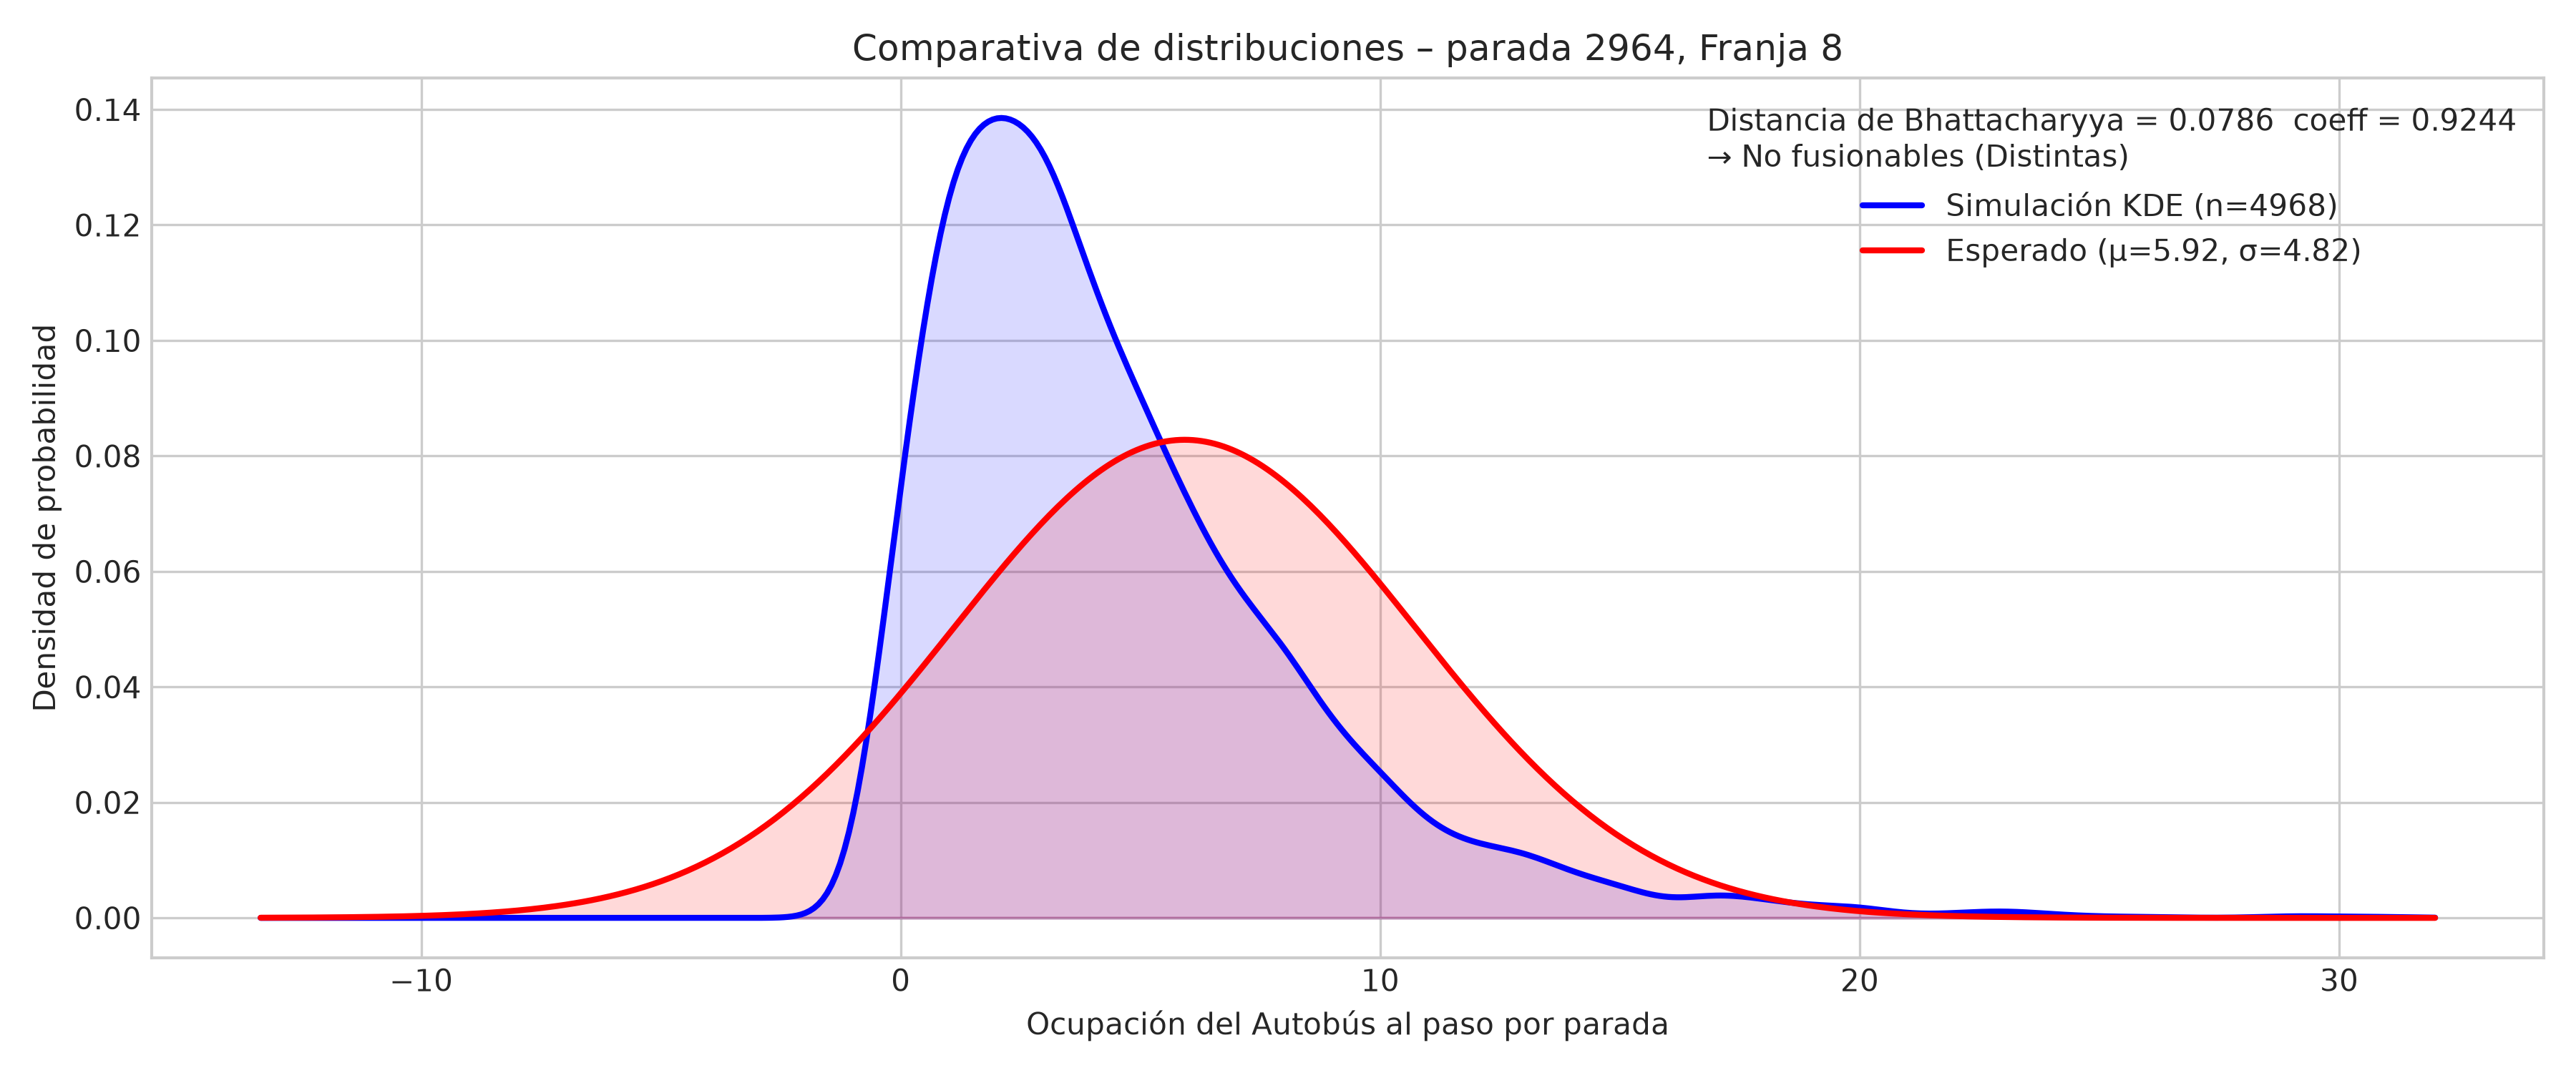 Comparativa de distribuciones – parada 2964, Franja 8
Distancia de Bhattacharyya = 0.0786  coeff = 0.9244
→ No fusionables (Distintas)
Simulación KDE (n=4968)
Esperado (μ=5.92, σ=4.82)
Densidad de probabilidad
0.14
0.12
0.10
0.08
0.06
0.04
0.02
0.00
−10
0
10
20
30
Ocupación del Autobús al paso por parada